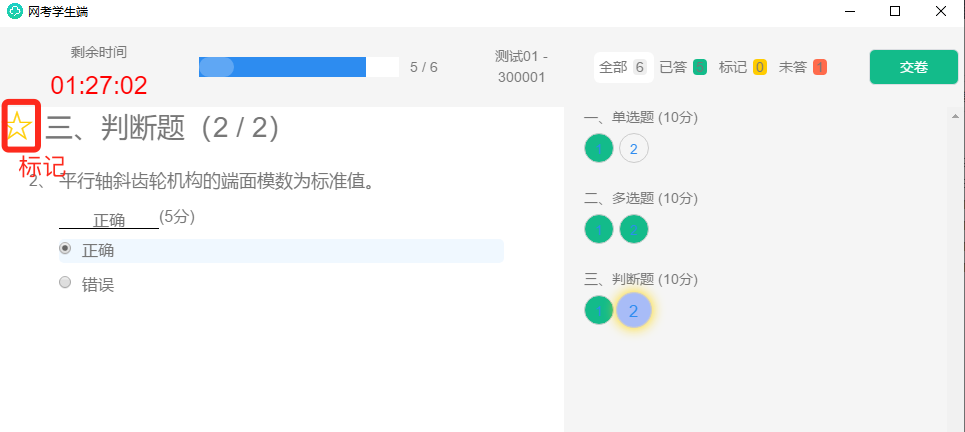 网考学生端
剩余时间
01:27:02
5 / 6
测试01 -
300001
全部 6 已答 5 标记 0 未答 1
交卷
三、判断题（2 / 2）
标记
2、 平行轴斜齿轮机构的端面模数为标准值。
正确 (5分)
正确
错误
一、单选题 (10分)
1 2
二、多选题 (10分)
1 2
三、判断题 (10分)
1 2